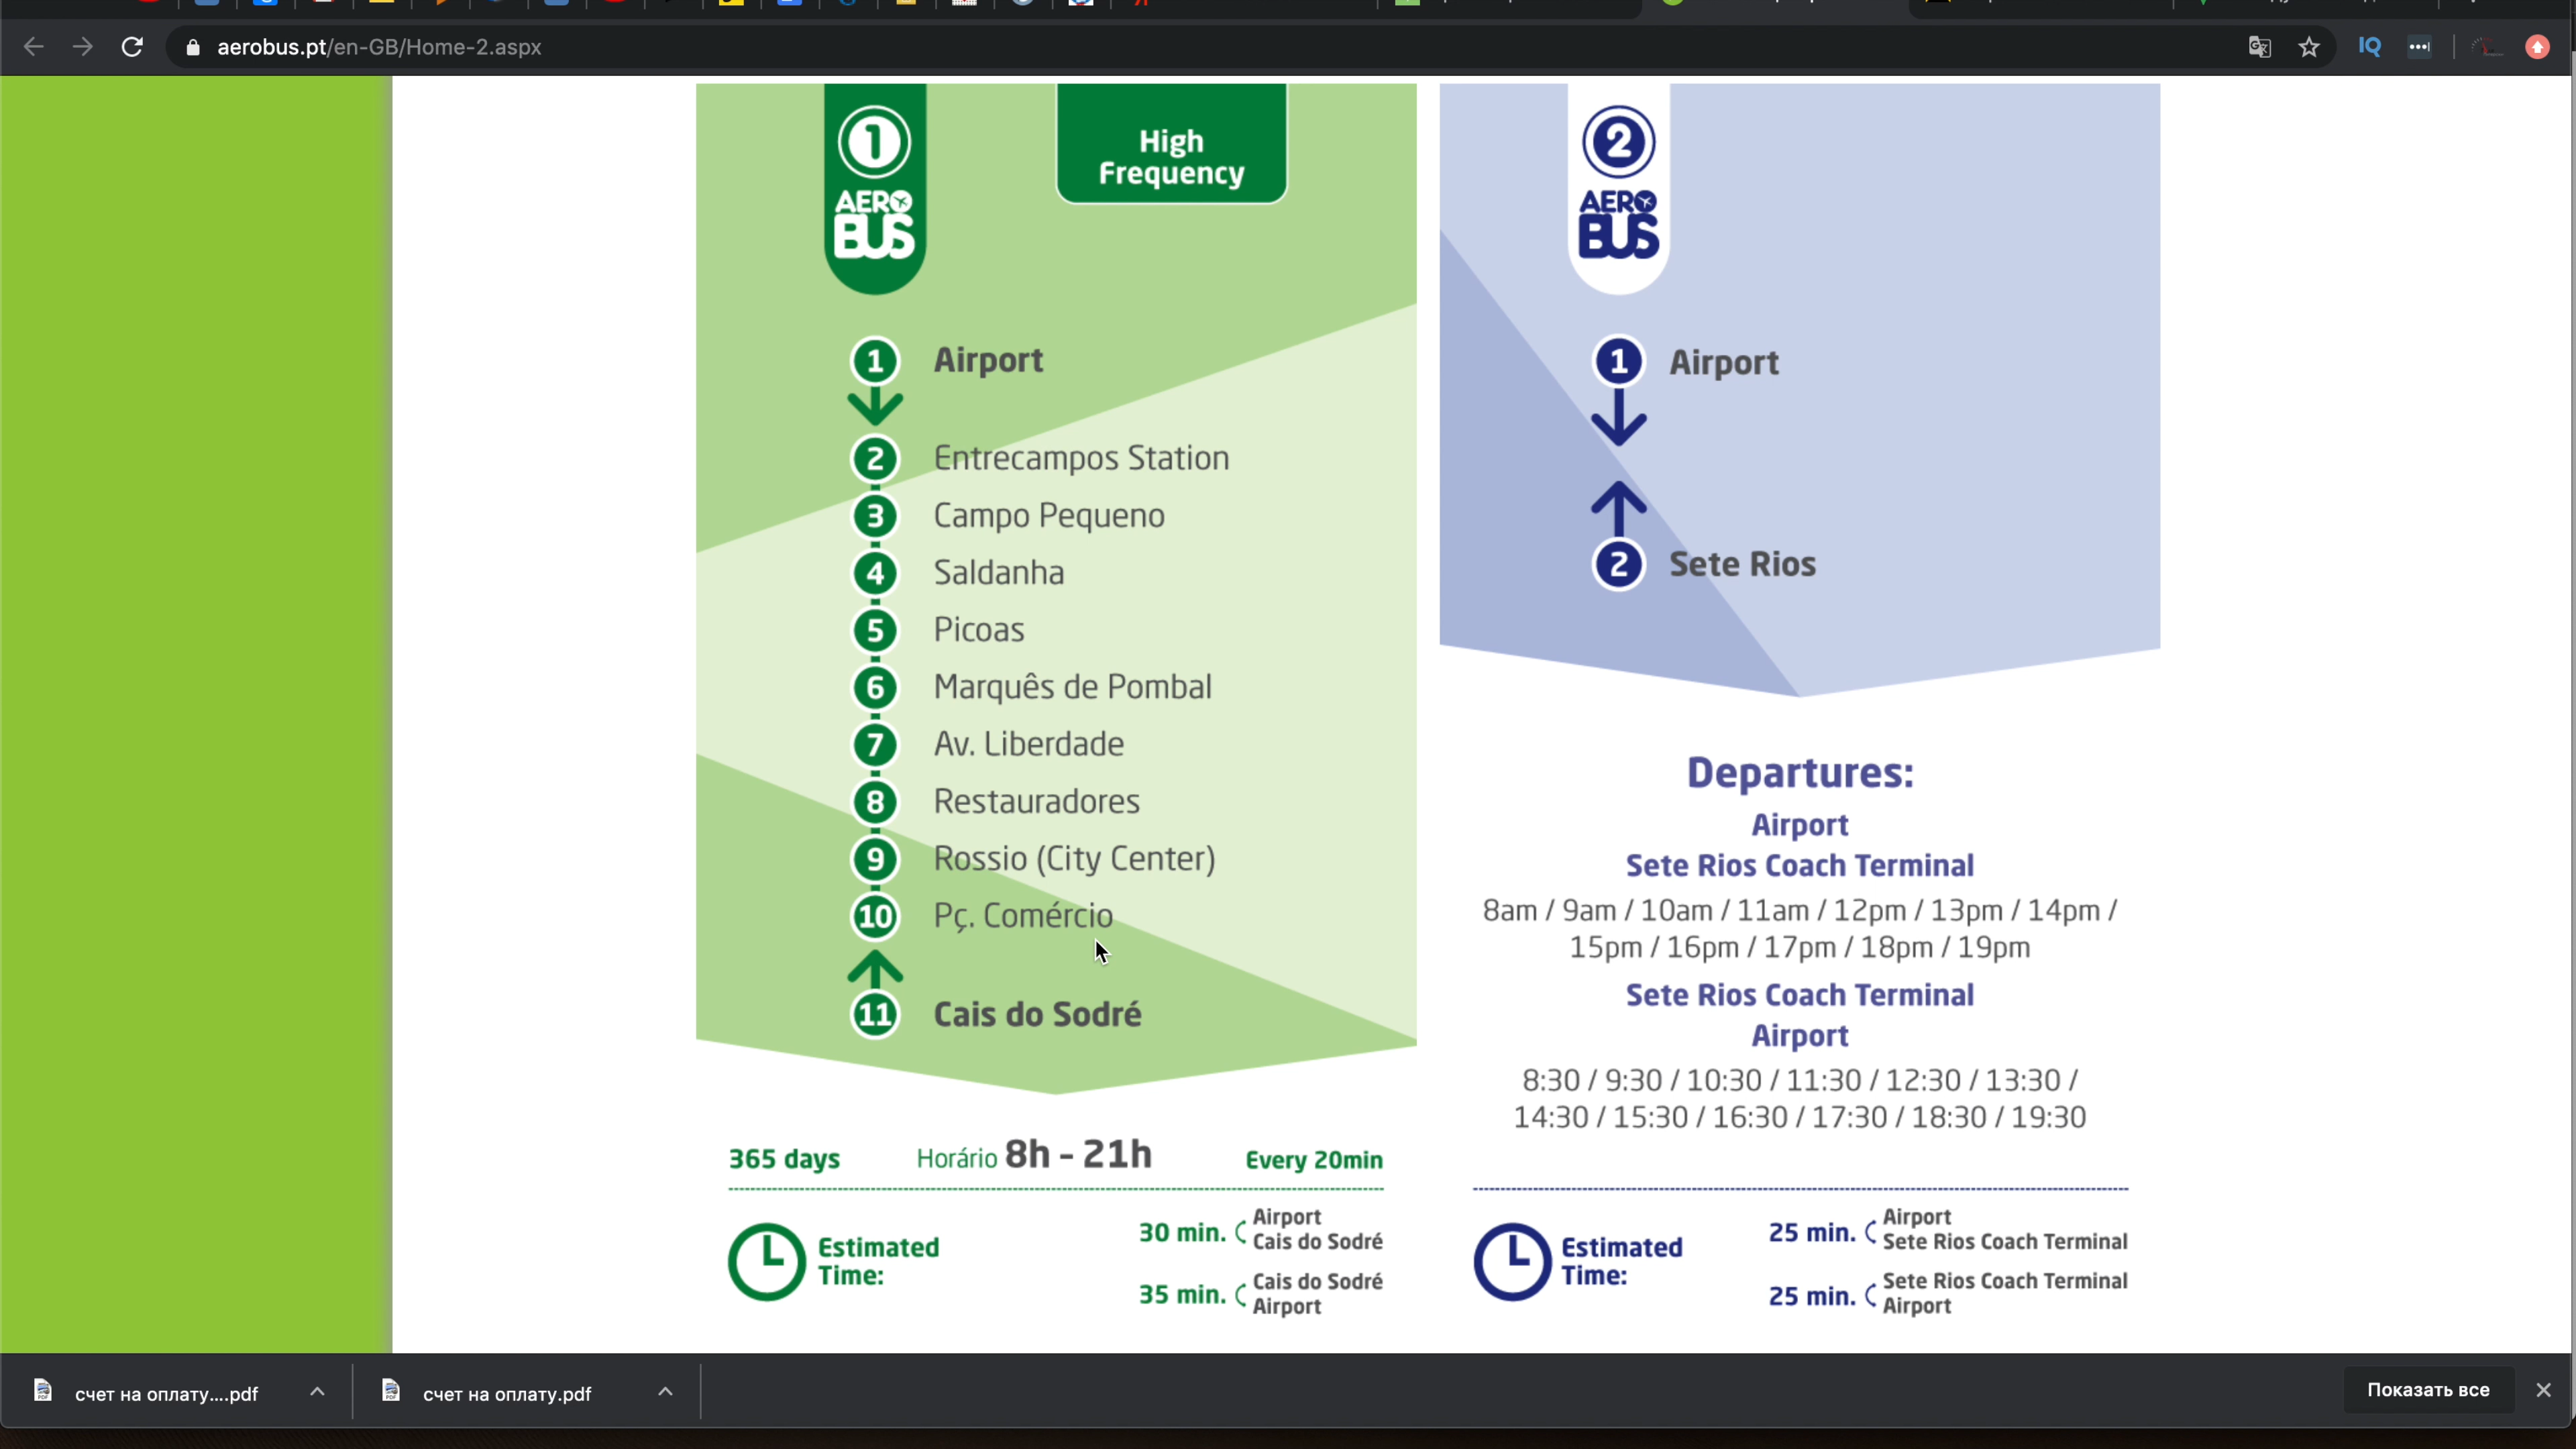 aerobus.pt/en-GB/Home-2.aspx
IQ
1
AERO
BUS
High
Frequency
1 Airport
2 Entrecampos Station
3 Campo Pequeno
4 Saldanha
5 Picoas
6 Marquês de Pombal
7 Av. Liberdade
8 Restauradores
9 Rossio (City Center)
10 Pç. Comércio
11 Cais do Sodré
365 days Horário 8h - 21h Every 20min
Estimated
Time:
30 min. Airport
Cais do Sodré
35 min. Cais do Sodré
Airport
2
AERO
BUS
1 Airport
2 Sete Rios
Departures:
Airport
Sete Rios Coach Terminal
8am / 9am / 10am / 11am / 12pm / 13pm / 14pm /
15pm / 16pm / 17pm / 18pm / 19pm
Sete Rios Coach Terminal
Airport
8:30 / 9:30 / 10:30 / 11:30 / 12:30 / 13:30 /
14:30 / 15:30 / 16:30 / 17:30 / 18:30 / 19:30
Estimated
Time:
25 min. Airport
Sete Rios Coach Terminal
25 min. Sete Rios Coach Terminal
Airport
счет на оплату....pdf
счет на оплату.pdf
Показать все